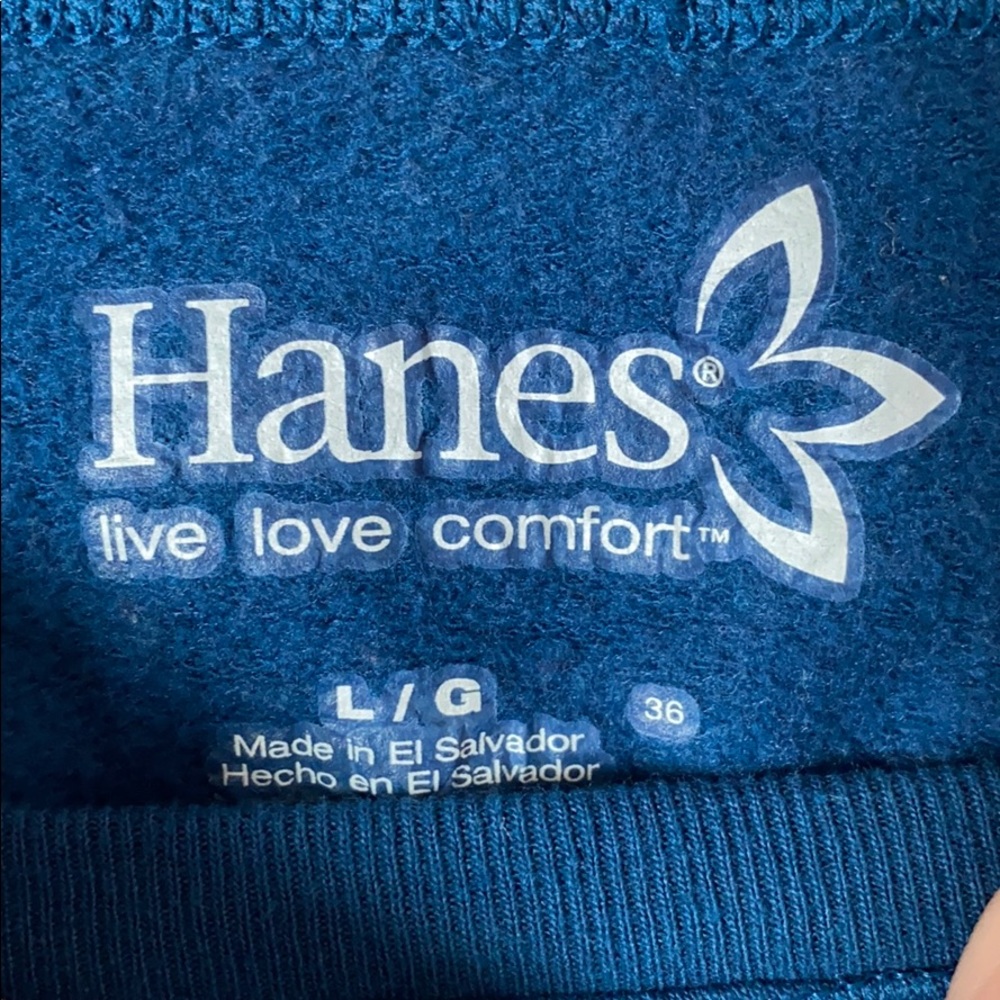 Hanes®
live love comfort™
L / G
36
Made in El Salvador
Hecho en El Salvador